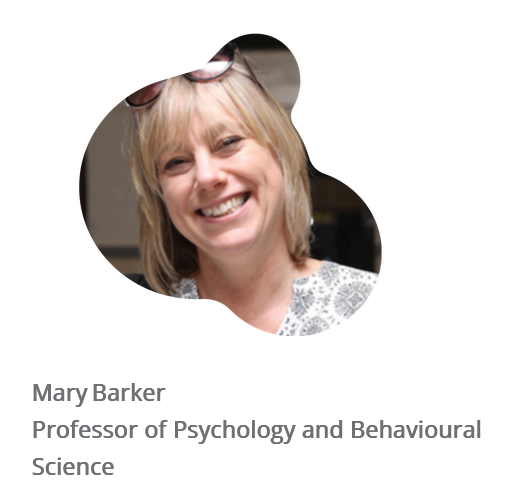 Mary Barker
Professor of Psychology and Behavioural
Science